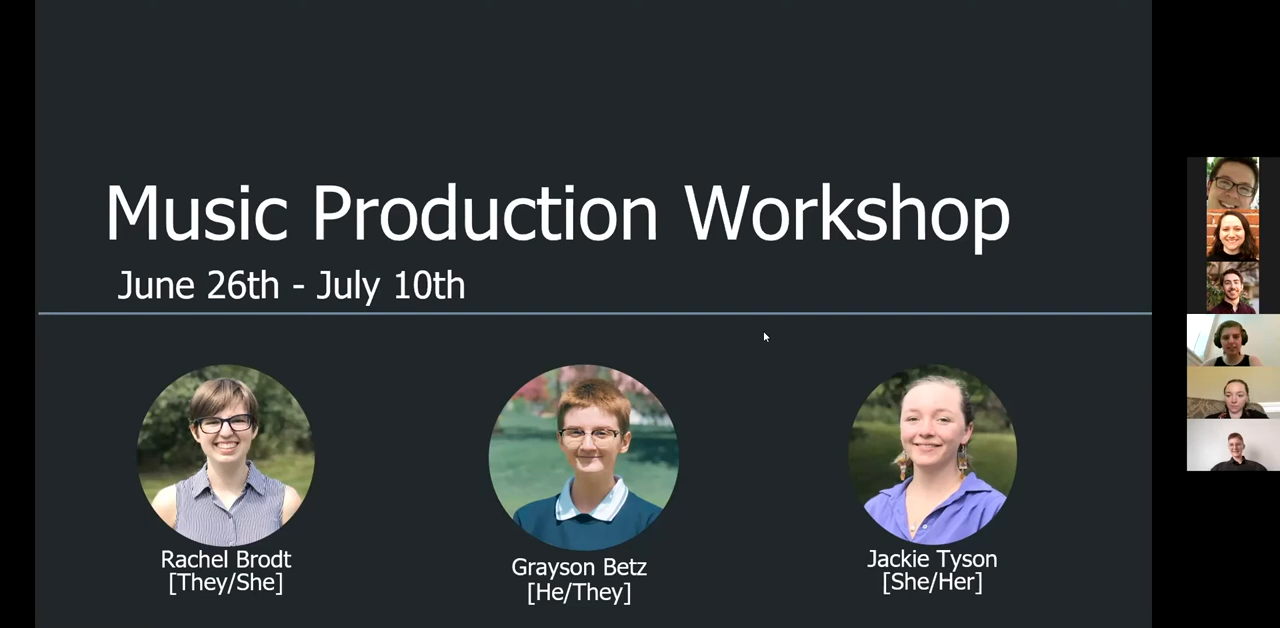 Music Production Workshop
June 26th - July 10th
Rachel Brodt
[They/She]
Grayson Betz
[He/They]
Jackie Tyson
[She/Her]